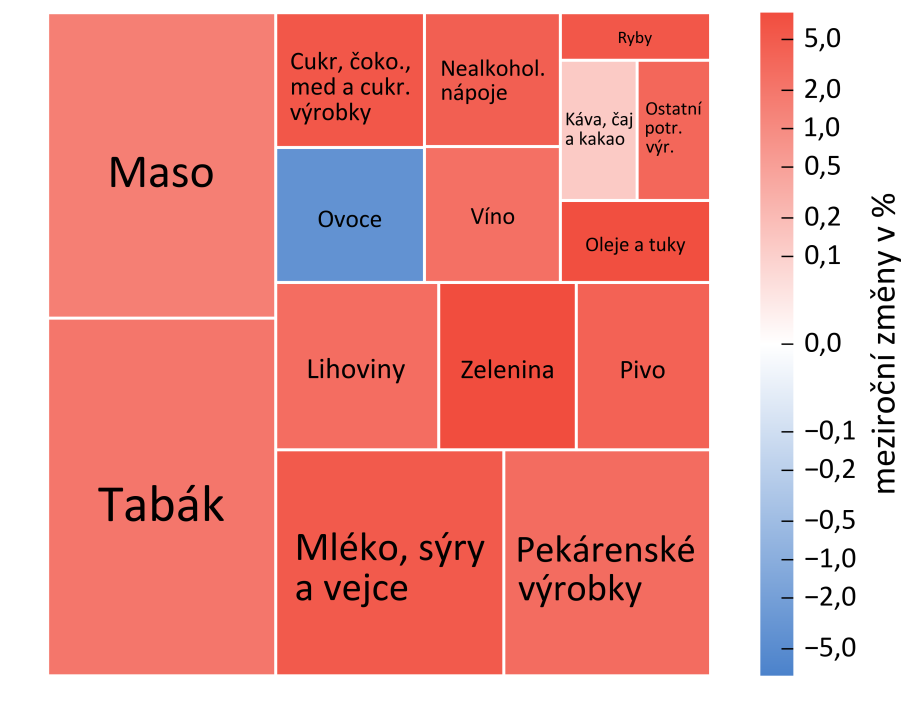 Maso
Tabák
Cukr, čoko.,
med a cukr.
výrobky
Nealkohol.
nápoje
Ryby
Káva, čaj
a kakao
Ostatní
potr.
výr.
Ovoce
Víno
Oleje a tuky
Lihoviny
Zelenina
Pivo
Mléko, sýry
a vejce
Pekárenské
výrobky
5,0
2,0
1,0
0,5
0,2
0,1
0,0
−0,1
−0,2
−0,5
−1,0
−2,0
−5,0
meziroční změny v %